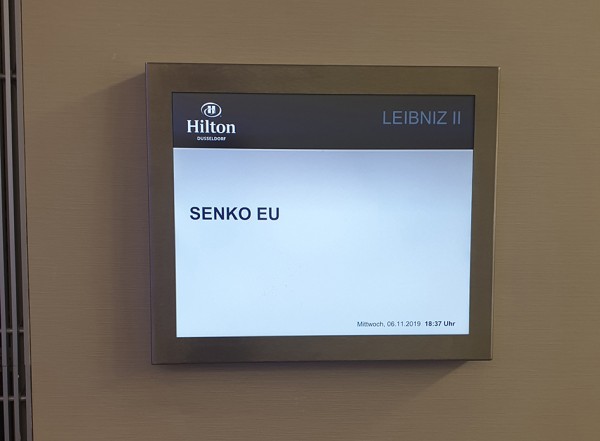 Hilton
DUSSELDORF
LEIBNIZ II
SENKO EU
Mittwoch, 06.11.2019 18:37 Uhr